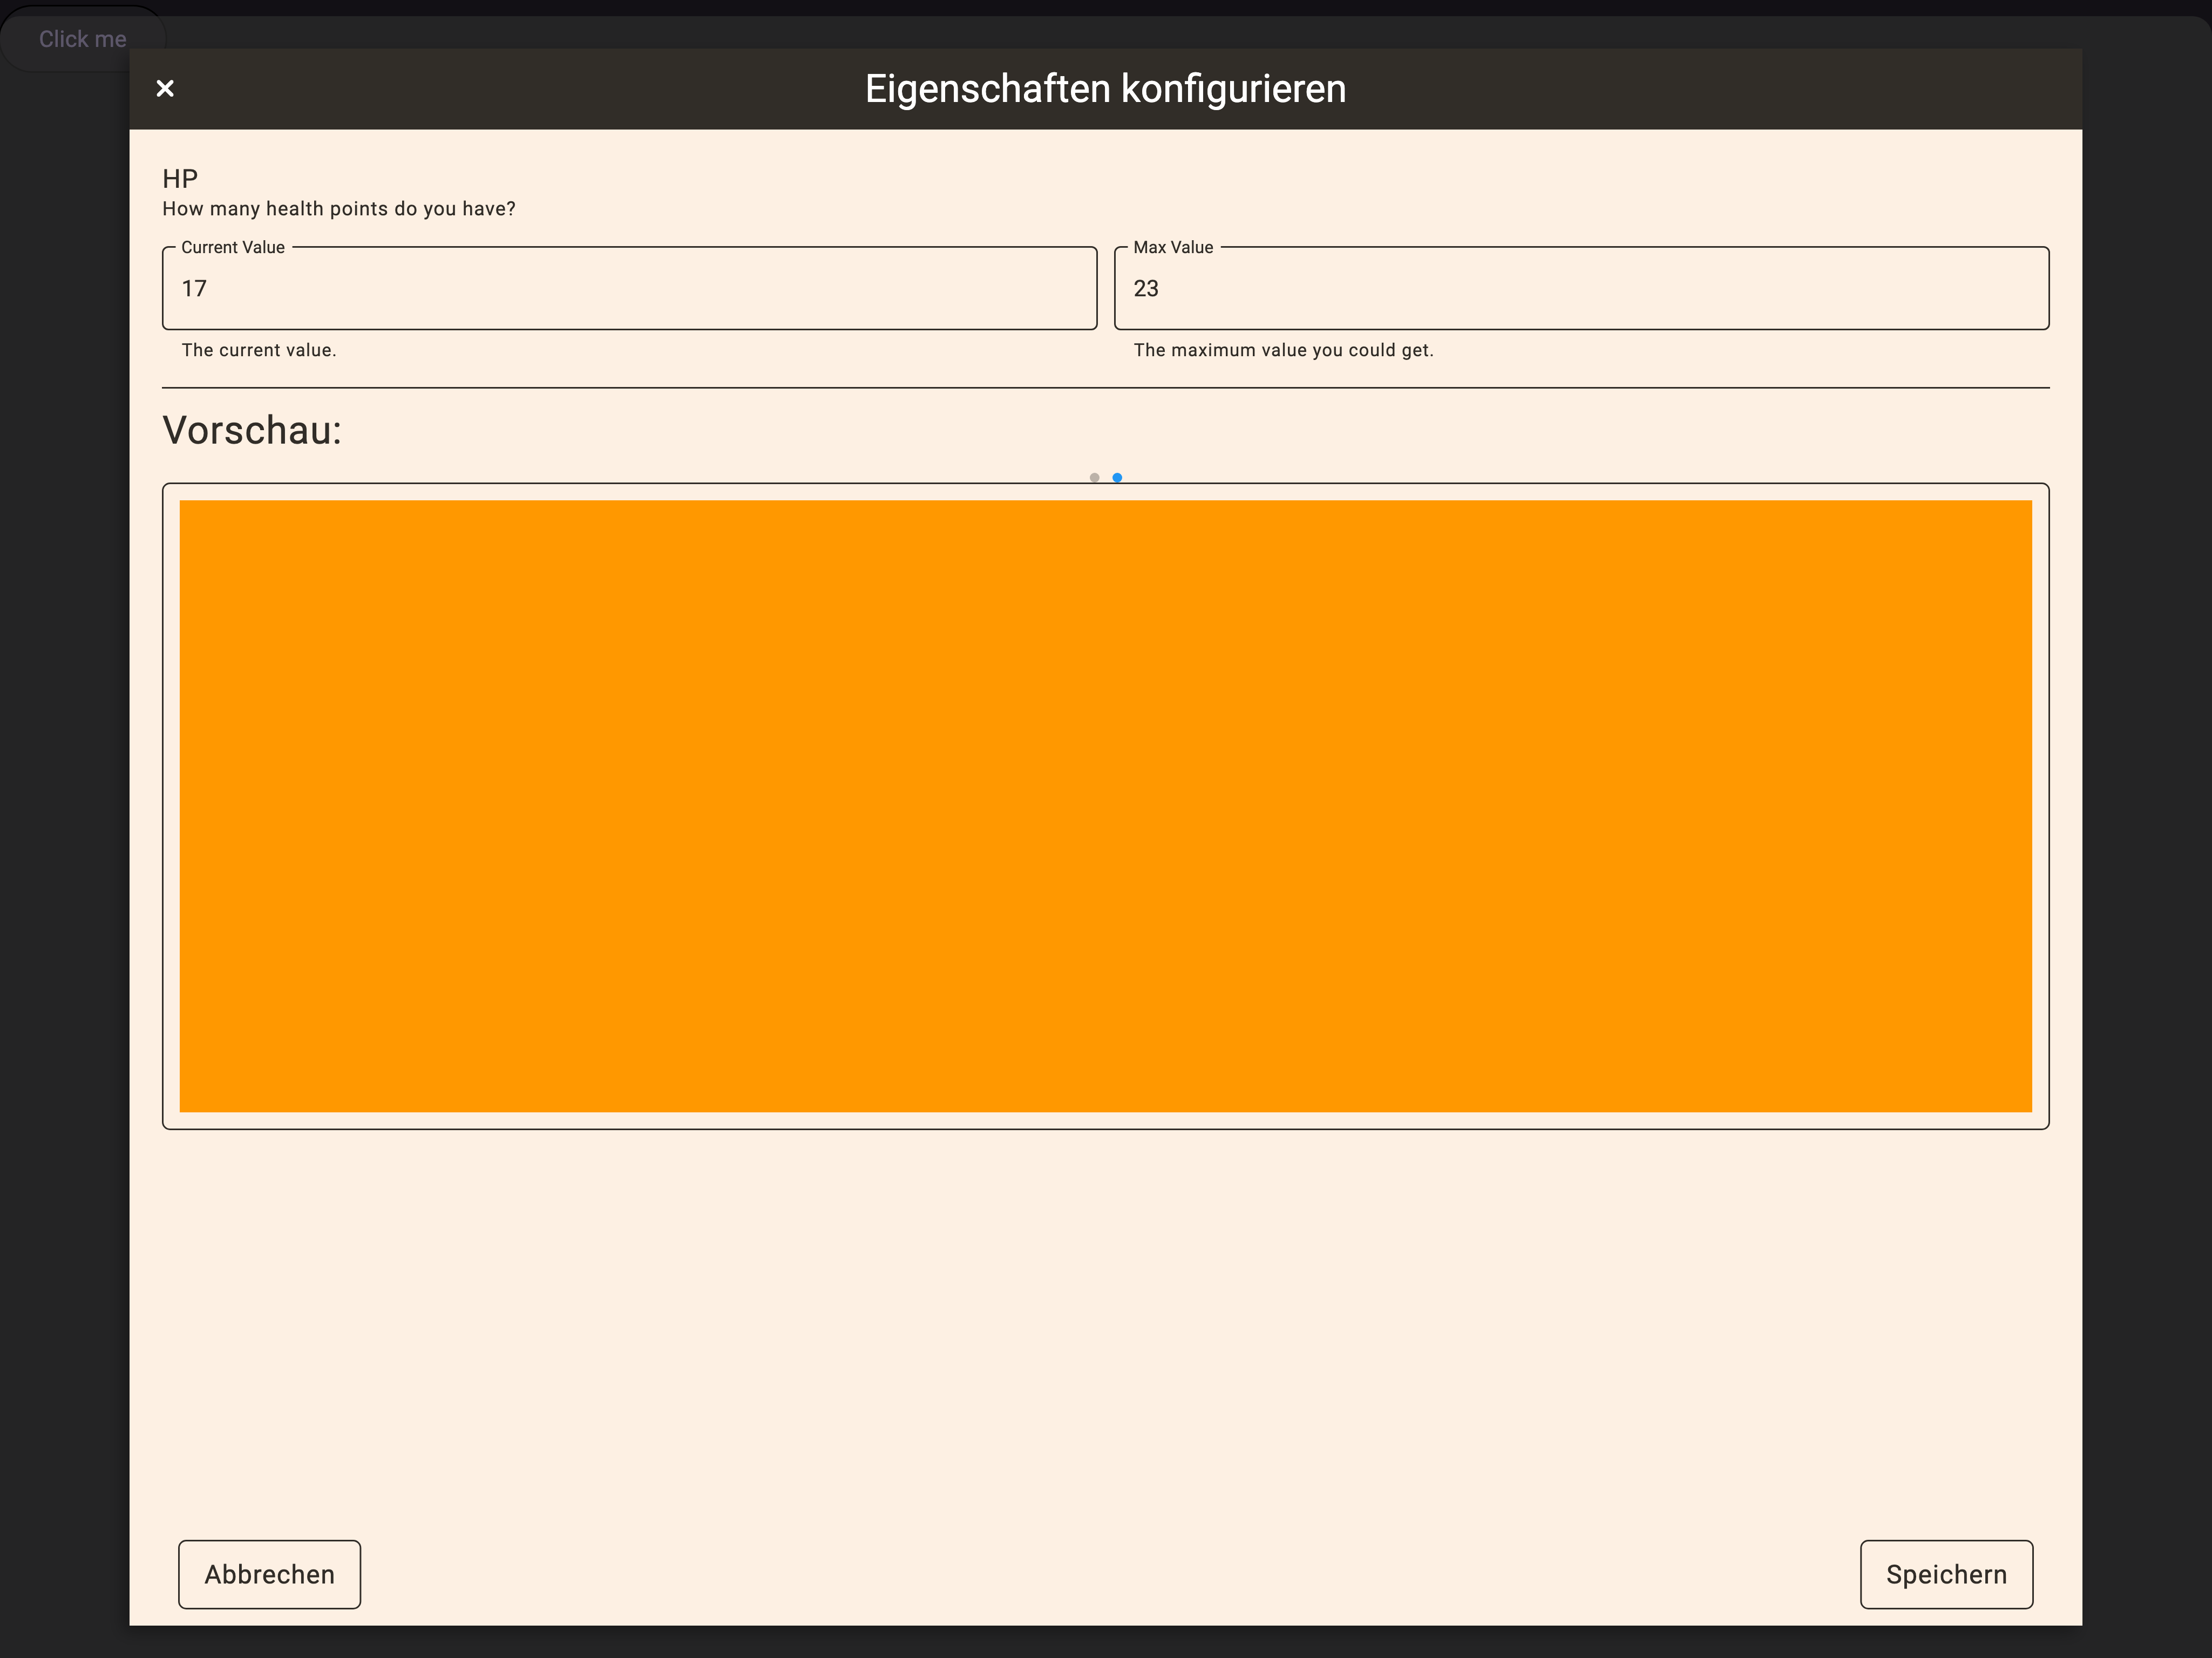 Click me
Eigenschaften konfigurieren
HP
How many health points do you have?
Current Value
17
The current value.
Max Value
23
The maximum value you could get.
Vorschau:
Abbrechen
Speichern